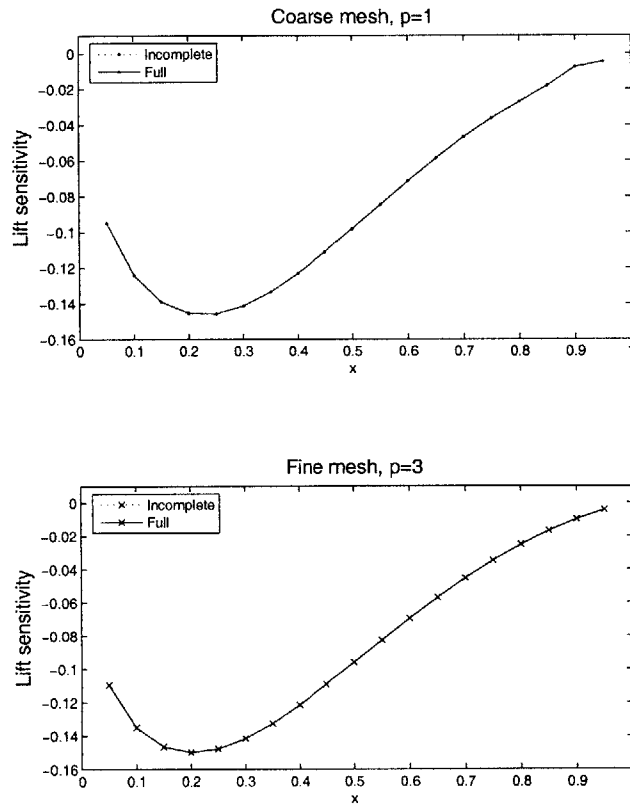 Coarse mesh, p=1
Incomplete
Full
0
−0.02
−0.04
−0.06
−0.08
−0.1
−0.12
−0.14
−0.16
Lift sensitivity
0 0.1 0.2 0.3 0.4 0.5 0.6 0.7 0.8 0.9
x
Fine mesh, p=3
Incomplete
Full
0
−0.02
−0.04
−0.06
−0.08
−0.1
−0.12
−0.14
−0.16
Lift sensitivity
0 0.1 0.2 0.3 0.4 0.5 0.6 0.7 0.8 0.9
x